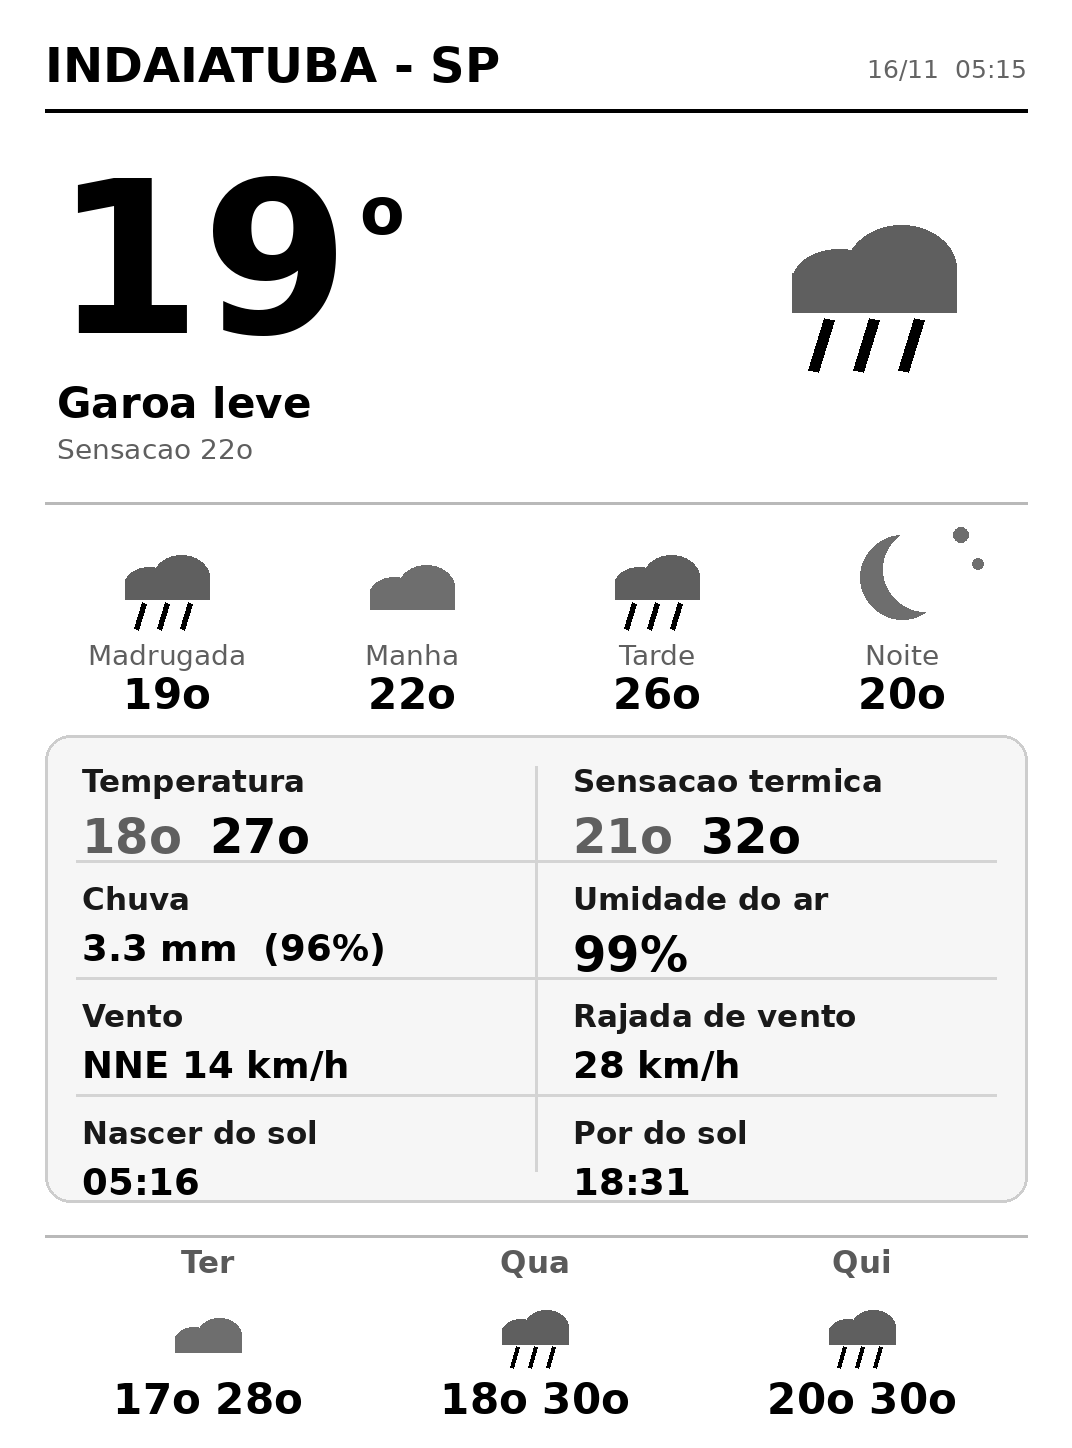 INDAIATUBA - SP 16/11 05:15
19o
Garoa leve
Sensacao 22o
Madrugada Manha Tarde Noite
19o 22o 26o 20o
Temperatura Sensacao termica
18o 27o 21o 32o
Chuva Umidade do ar
3.3 mm (96%) 99%
Vento Rajada de vento
NNE 14 km/h 28 km/h
Nascer do sol Por do sol
05:16 18:31
Ter Qua Qui
17o 28o 18o 30o 20o 30o